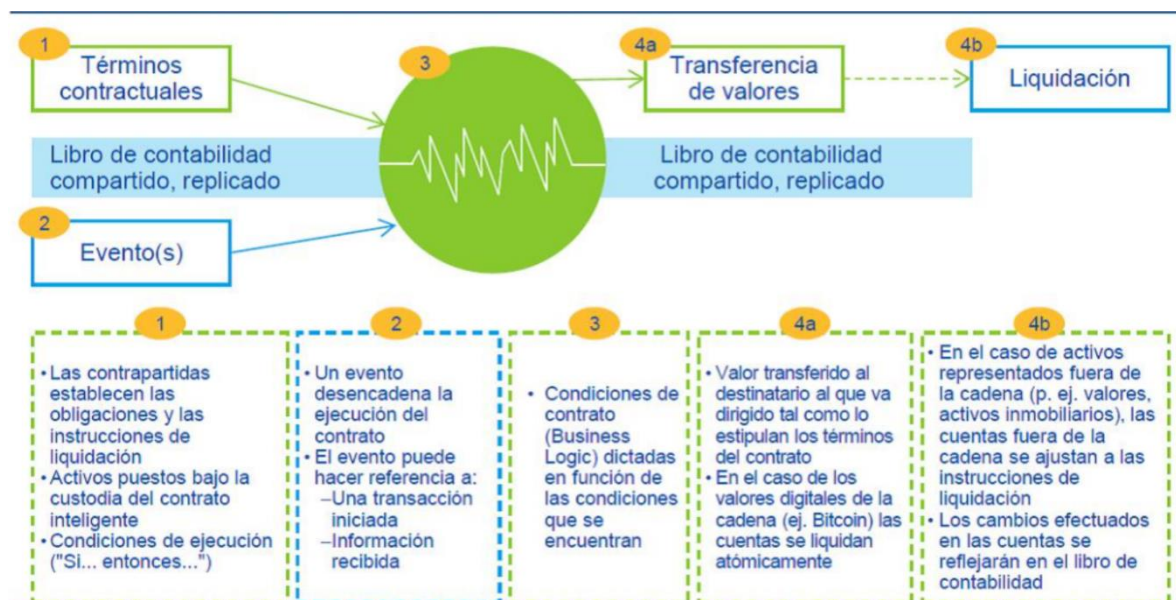 1
Términos
contractuales
3
4a
Transferencia
de valores
4b
Liquidación
Libro de contabilidad
compartido, replicado
Libro de contabilidad
compartido, replicado
2
Evento(s)
1
• Las contrapartidas
establecen las
obligaciones y las
instrucciones de
liquidación
• Activos puestos bajo la
custodia del contrato
inteligente
• Condiciones de ejecución
("Si... entonces...")
2
• Un evento
desencadena la
ejecución del
contrato
• El evento puede
hacer referencia a:
–Una transacción
iniciada
–Información
recibida
3
• Condiciones de
contrato
(Business
Logic) dictadas
en función de
las condiciones
que se
encuentran
4a
• Valor transferido al
destinatario al que va
dirigido tal como lo
estipulan los términos
del contrato
• En el caso de los
valores digitales de la
cadena (ej. Bitcoin) las
cuentas se liquidan
atómicamente
4b
• En el caso de activos
representados fuera de
la cadena (p. ej. valores,
activos inmobiliarios), las
cuentas fuera de la
cadena se ajustan a las
instrucciones de
liquidación
• Los cambios efectuados
en las cuentas se
reflejarán en el libro de
contabilidad